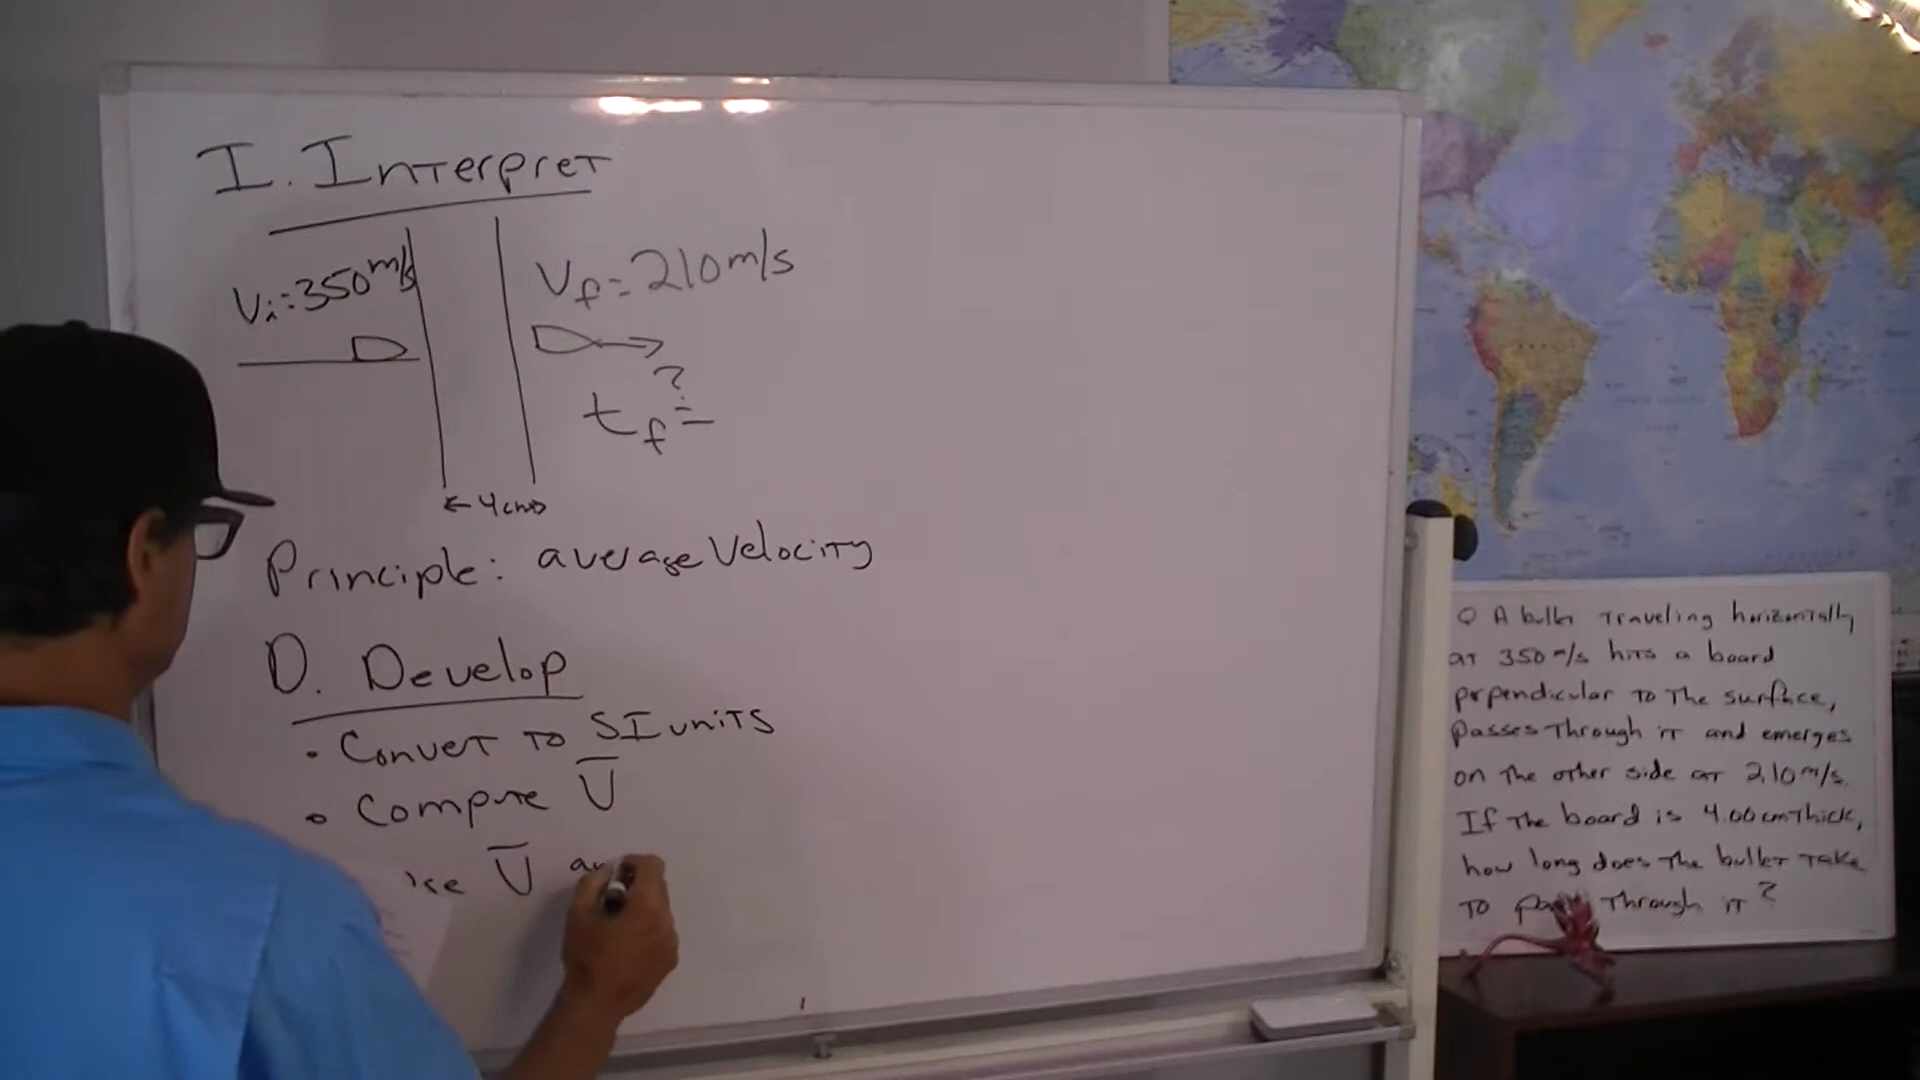 I. Interpret
Vi=350m/s
Vf=210m/s
?
tf=
←4cm→
Principle: average Velocity
D. Develop
• Convert to SI units
• Compute V̅
V̅
Q A bullet Traveling horizontally
at 350 m/s hits a board
perpendicular to the surface,
passes Through it and emerges
on the other side at 210 m/s.
If the board is 4.00 cm Thick,
how long does the bullet take
to pass Through it?